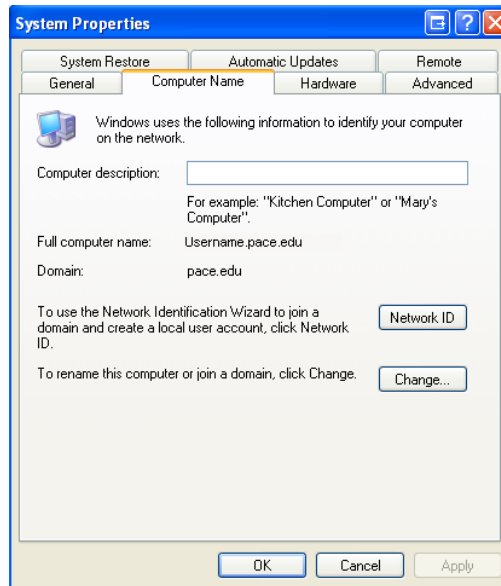 System Properties
System Restore
Automatic Updates
Remote
General
Computer Name
Hardware
Advanced
Windows uses the following information to identify your computer
on the network.
Computer description:
For example: "Kitchen Computer" or "Mary's
Computer".
Full computer name:
Username.pace.edu
Domain:
pace.edu
To use the Network Identification Wizard to join a
domain and create a local user account, click Network
ID.
Network ID
To rename this computer or join a domain, click Change.
Change...
OK
Cancel
Apply